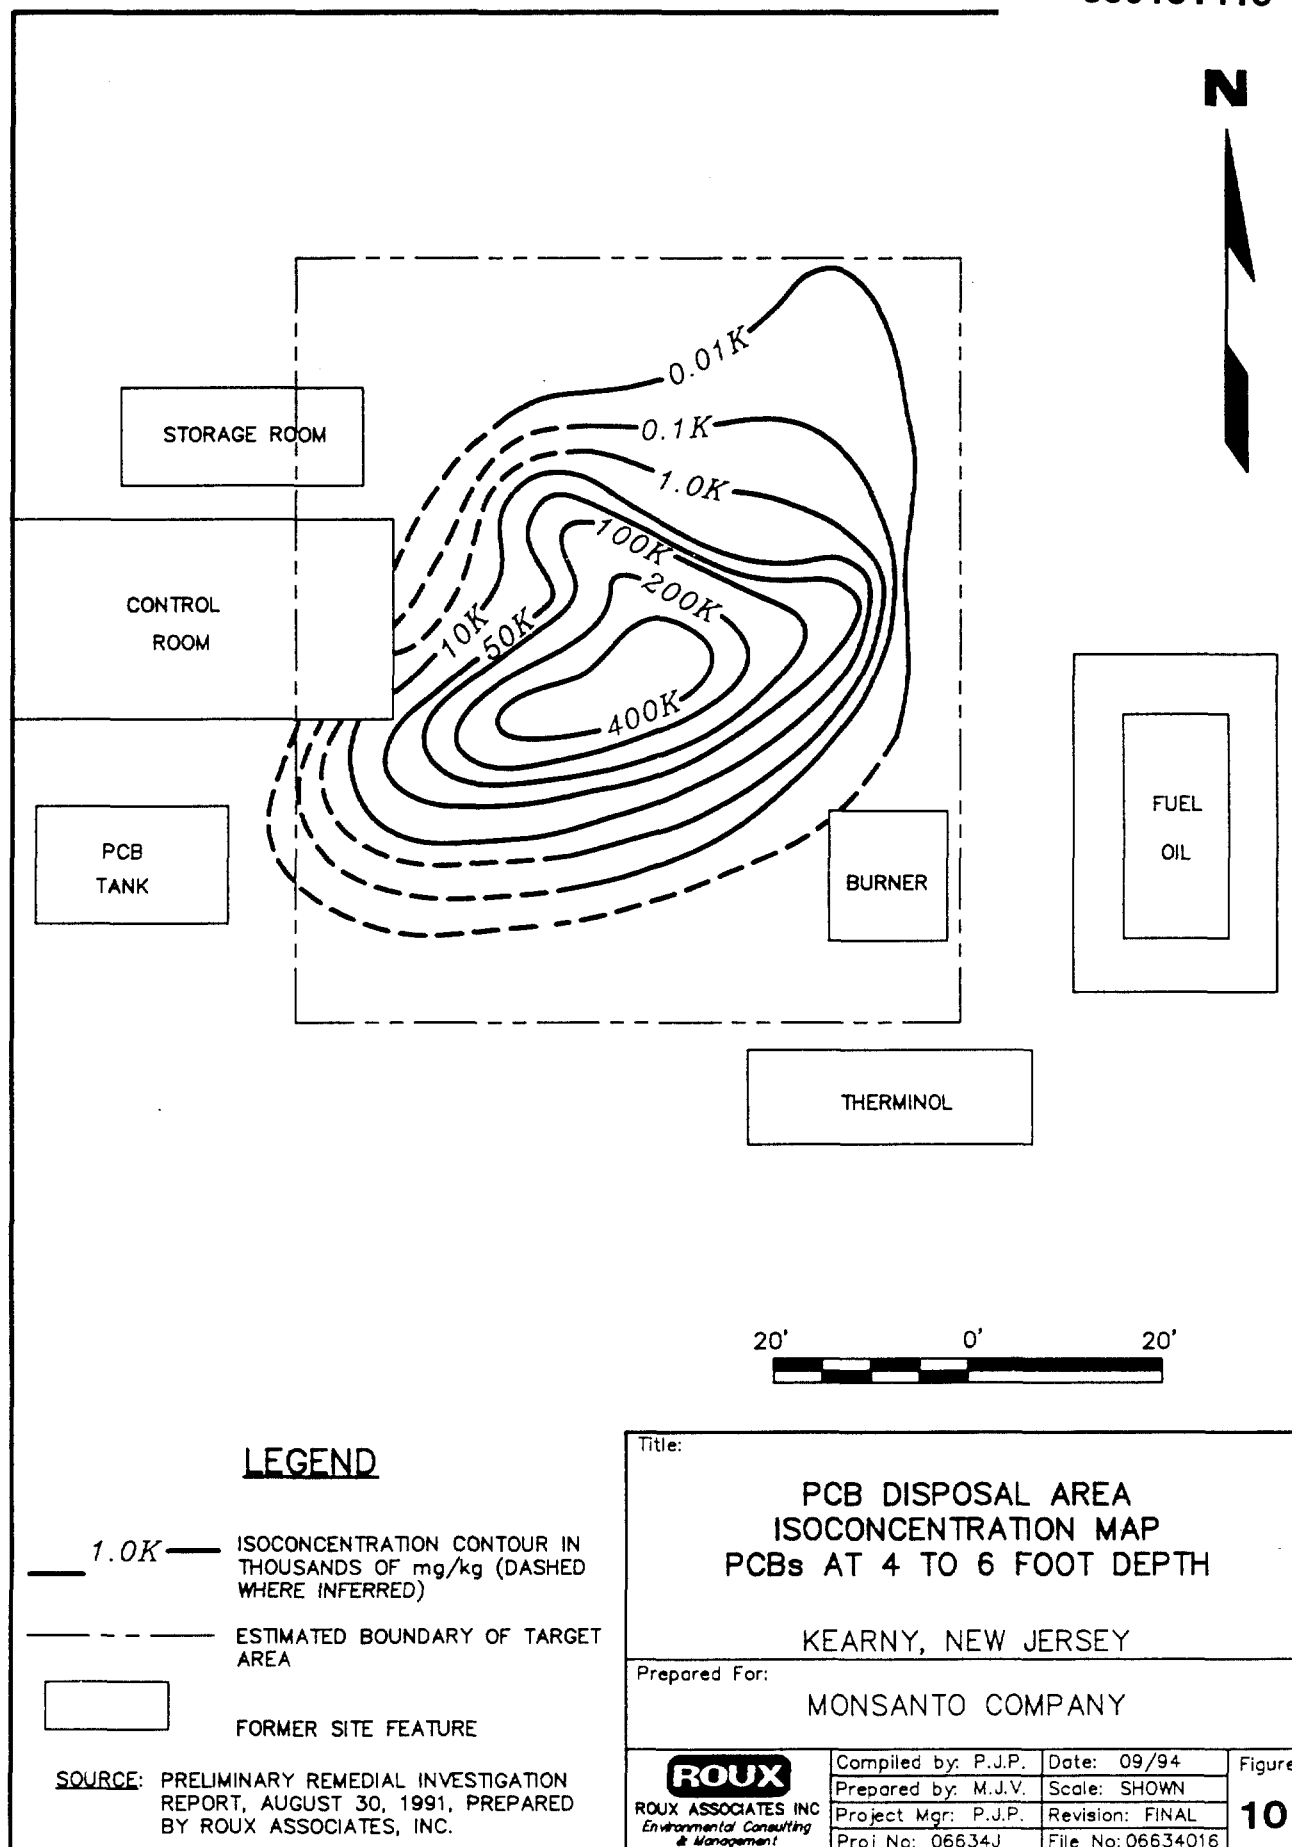 N
0.01K
STORAGE ROOM
0.1K
1.0K
100K
200K
CONTROL
ROOM
10K
50K
400K
PCB
TANK
BURNER
FUEL
OIL
THERMINOL
20' 0' 20'
LEGEND
1.0K
ISOCONCENTRATION CONTOUR IN
THOUSANDS OF mg/kg (DASHED
WHERE INFERRED)
ESTIMATED BOUNDARY OF TARGET
AREA
FORMER SITE FEATURE
SOURCE: PRELIMINARY REMEDIAL INVESTIGATION
REPORT, AUGUST 30, 1991, PREPARED
BY ROUX ASSOCIATES, INC.
Title:
PCB DISPOSAL AREA
ISOCONCENTRATION MAP
PCBs AT 4 TO 6 FOOT DEPTH
KEARNY, NEW JERSEY
Prepared For:
MONSANTO COMPANY
ROUX
ROUX ASSOCIATES INC
Environmental Consulting
& Management
Compiled by: P.J.P. Date: 09/94
Prepared by: M.J.V. Scale: SHOWN
Project Mgr: P.J.P. Revision: FINAL
Proj No: 06634J File No: 06634016
Figure
10